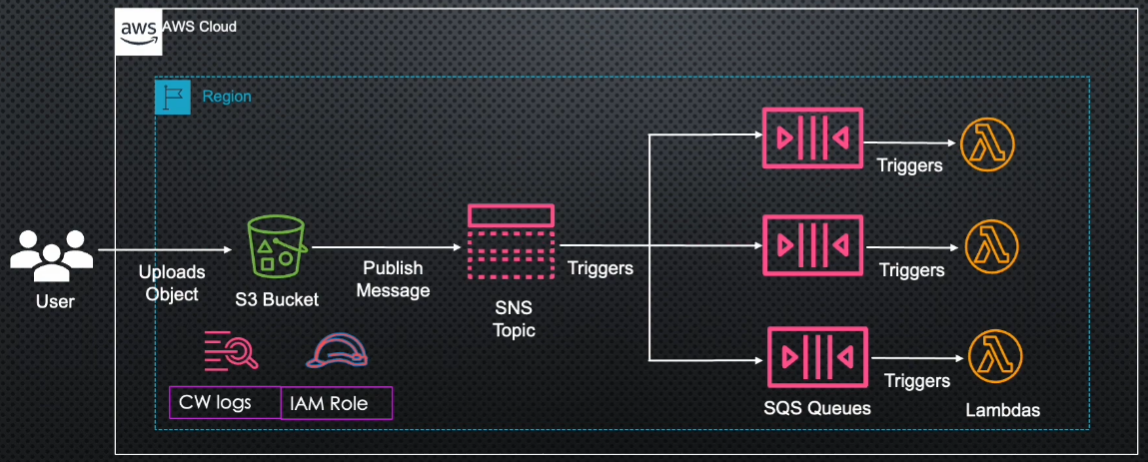 aws
AWS Cloud
Region
User
Uploads
Object
S3 Bucket
Publish
Message
SNS
Topic
Triggers
Triggers
Triggers
Triggers
SQS Queues
Lambdas
CW logs
IAM Role